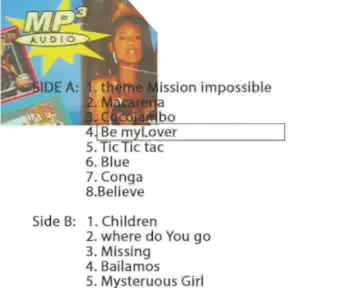 MP3
AUDIO
SIDE A: 1. theme Mission impossible
2. Macarena
3. Cocojambo
4. Be myLover
5. Tic Tic tac
6. Blue
7. Conga
8.Believe
Side B: 1. Children
2. where do You go
3. Missing
4. Bailamos
5. Mysteruous Girl